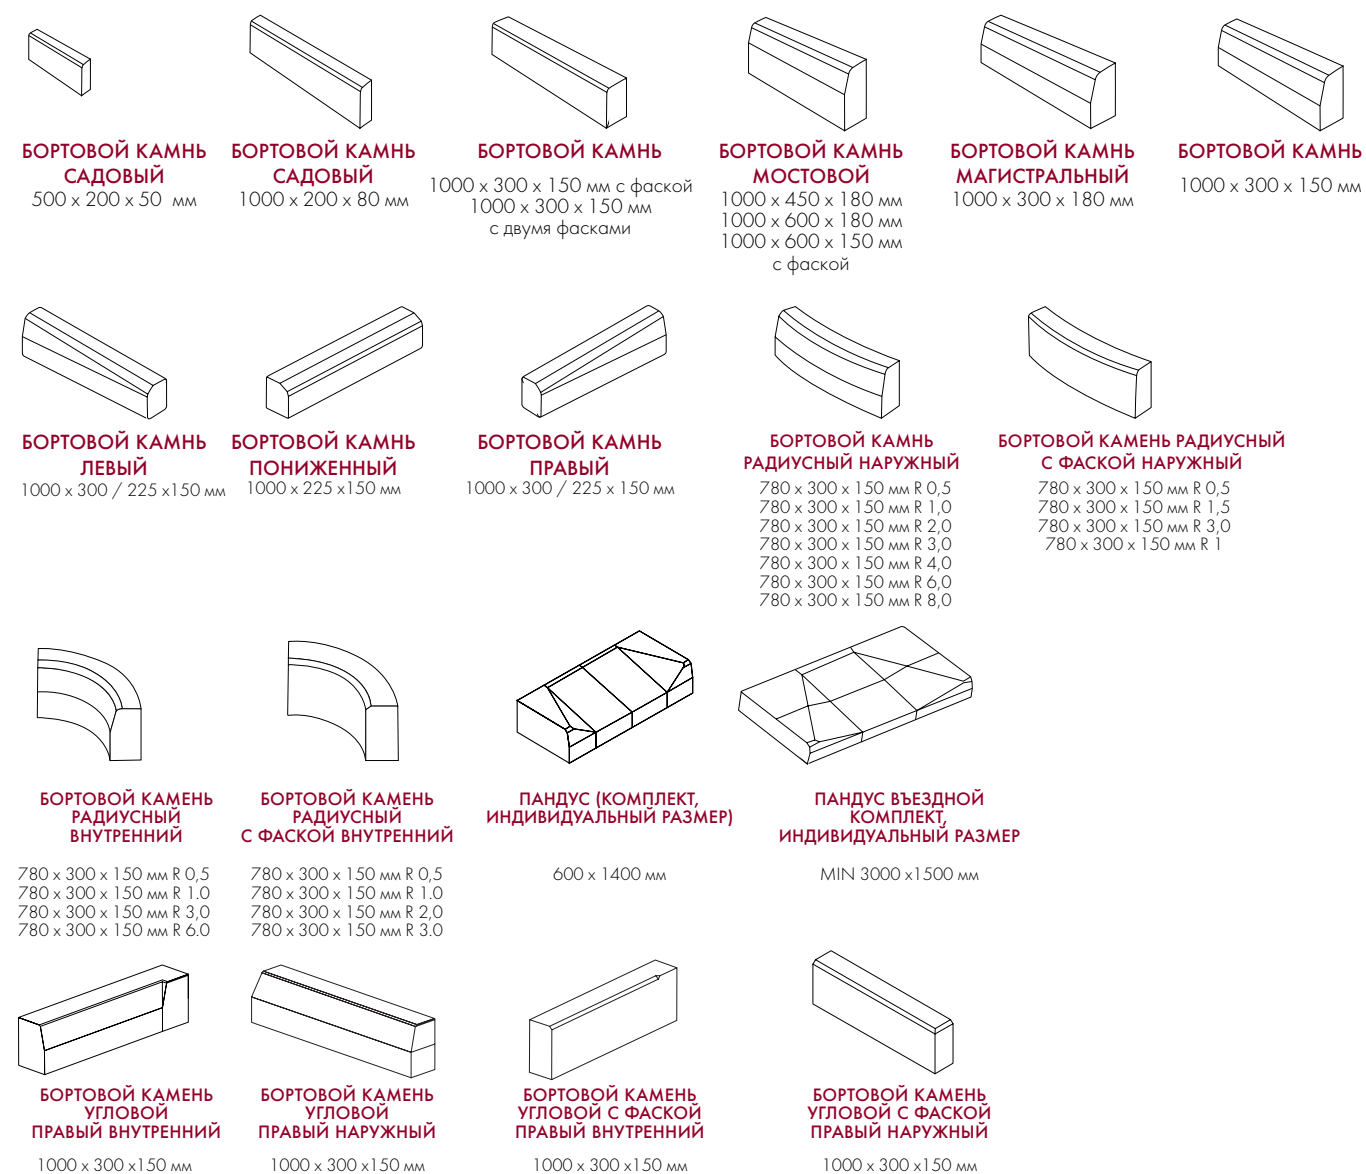 БОРТОВОЙ КАМНЬ
САДОВЫЙ
500 x 200 x 50 мм
БОРТОВОЙ КАМНЬ
САДОВЫЙ
1000 x 200 x 80 мм
БОРТОВОЙ КАМНЬ
1000 x 300 x 150 мм с фаской
1000 x 300 x 150 мм
с двумя фасками
БОРТОВОЙ КАМНЬ
МОСТОВОЙ
1000 x 450 x 180 мм
1000 x 600 x 180 мм
1000 x 600 x 150 мм
с фаской
БОРТОВОЙ КАМНЬ
МАГИСТРАЛЬНЫЙ
1000 x 300 x 180 мм
БОРТОВОЙ КАМНЬ
1000 x 300 x 150 мм
БОРТОВОЙ КАМНЬ
ЛЕВЫЙ
1000 x 300 / 225 x150 мм
БОРТОВОЙ КАМНЬ
ПОНИЖЕННЫЙ
1000 x 225 x150 мм
БОРТОВОЙ КАМНЬ
ПРАВЫЙ
1000 x 300 / 225 x 150 мм
БОРТОВОЙ КАМНЬ
РАДИУСНЫЙ НАРУЖНЫЙ
780 x 300 x 150 мм R 0,5
780 x 300 x 150 мм R 1,0
780 x 300 x 150 мм R 2,0
780 x 300 x 150 мм R 3,0
780 x 300 x 150 мм R 4,0
780 x 300 x 150 мм R 6,0
780 x 300 x 150 мм R 8,0
БОРТОВОЙ КАМЕНЬ РАДИУСНЫЙ
С ФАСКОЙ НАРУЖНЫЙ
780 x 300 x 150 мм R 0,5
780 x 300 x 150 мм R 1,5
780 x 300 x 150 мм R 3,0
780 x 300 x 150 мм R 1
БОРТОВОЙ КАМЕНЬ
РАДИУСНЫЙ
ВНУТРЕННИЙ
780 x 300 x 150 мм R 0,5
780 x 300 x 150 мм R 1.0
780 x 300 x 150 мм R 3,0
780 x 300 x 150 мм R 6.0
БОРТОВОЙ КАМЕНЬ
РАДИУСНЫЙ
С ФАСКОЙ ВНУТРЕННИЙ
780 x 300 x 150 мм R 0,5
780 x 300 x 150 мм R 1.0
780 x 300 x 150 мм R 2,0
780 x 300 x 150 мм R 3.0
ПАНДУС (КОМПЛЕКТ,
ИНДИВИДУАЛЬНЫЙ РАЗМЕР)
600 x 1400 мм
ПАНДУС ВЪЕЗДНОЙ
КОМПЛЕКТ,
ИНДИВИДУАЛЬНЫЙ РАЗМЕР
MIN 3000 x1500 мм
БОРТОВОЙ КАМЕНЬ
УГЛОВОЙ
ПРАВЫЙ ВНУТРЕННИЙ
1000 x 300 x150 мм
БОРТОВОЙ КАМЕНЬ
УГЛОВОЙ
ПРАВЫЙ НАРУЖНЫЙ
1000 x 300 x150 мм
БОРТОВОЙ КАМЕНЬ
УГЛОВОЙ С ФАСКОЙ
ПРАВЫЙ ВНУТРЕННИЙ
1000 x 300 x150 мм
БОРТОВОЙ КАМЕНЬ
УГЛОВОЙ С ФАСКОЙ
ПРАВЫЙ НАРУЖНЫЙ
1000 x 300 x150 мм